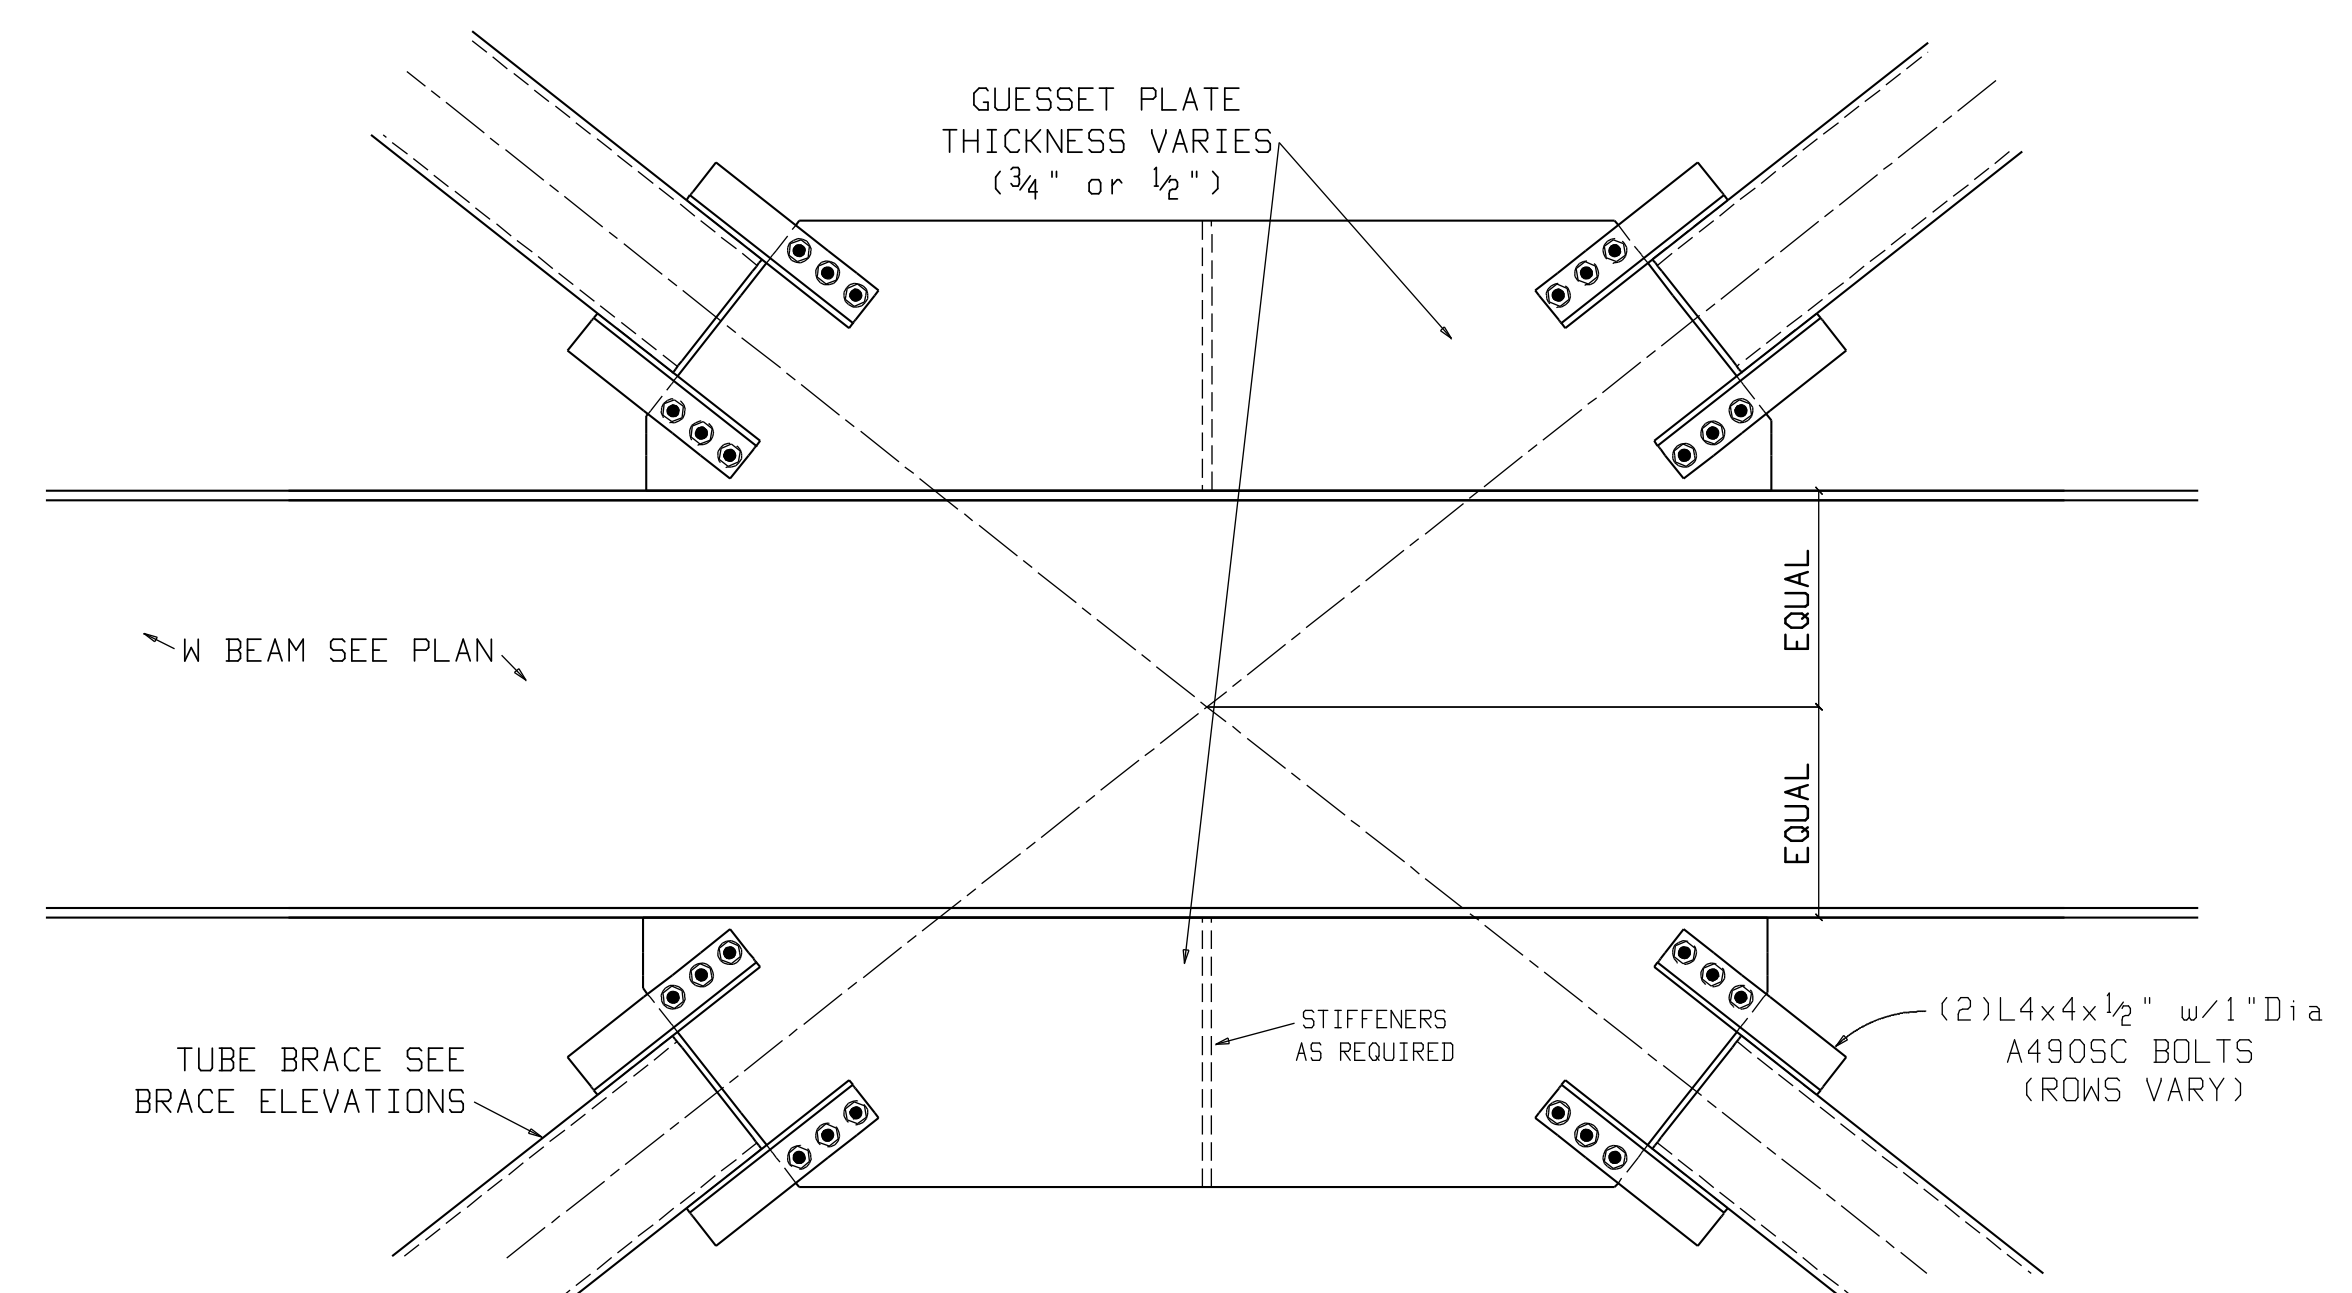 GUESSET PLATE
THICKNESS VARIES
(3/4" or 1/2")
EQUAL
W BEAM SEE PLAN
EQUAL
(2)L4x4x1/2" w/1"Dia
A490SC BOLTS
(ROWS VARY)
STIFFENERS
AS REQUIRED
TUBE BRACE SEE
BRACE ELEVATIONS